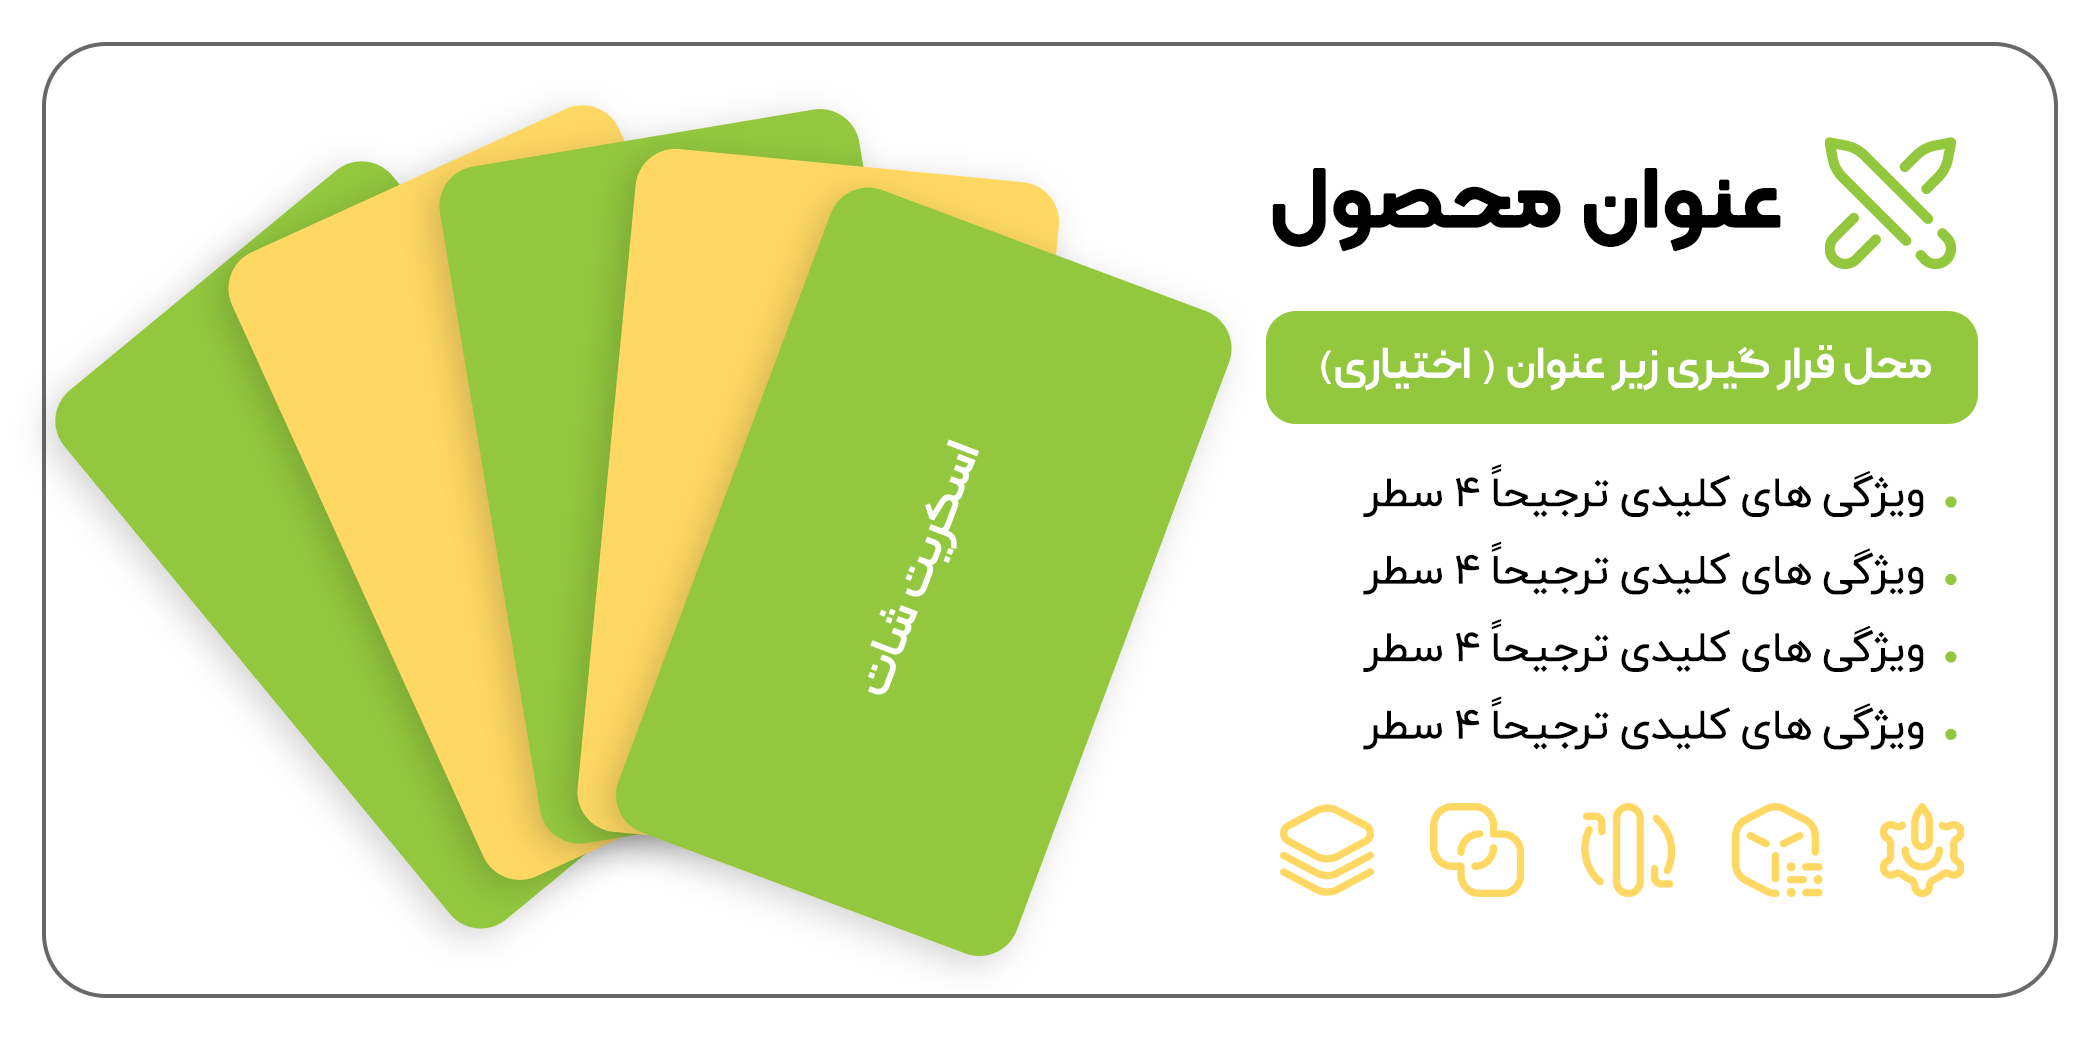 عنوان محصول
محل قرار گیری زیر عنوان ( اختیاری)
• ویژگی های کلیدی ترجیحاً ۴ سطر
• ویژگی های کلیدی ترجیحاً ۴ سطر
• ویژگی های کلیدی ترجیحاً ۴ سطر
• ویژگی های کلیدی ترجیحاً ۴ سطر
اسکریت شات